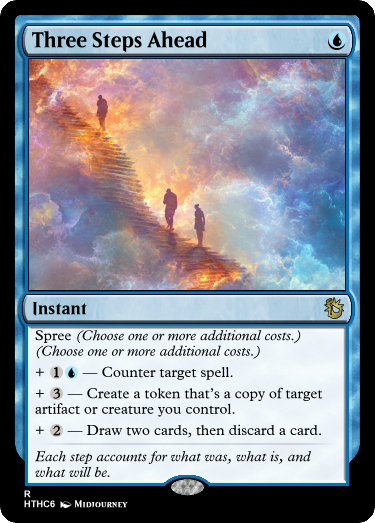 Three Steps Ahead
Instant
Spree (Choose one or more additional costs.)
(Choose one or more additional costs.)
+ 1 — Counter target spell.
+ 3 — Create a token that's a copy of target
artifact or creature you control.
+ 2 — Draw two cards, then discard a card.
Each step accounts for what was, what is, and
what will be.
R
HTHC6 MIDJOURNEY